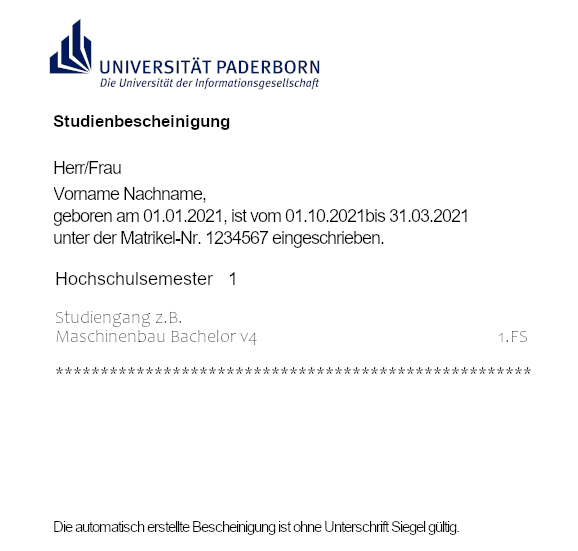 UNIVERSITÄT PADERBORN
Die Universität der Informationsgesellschaft
Studienbescheinigung
Herr/Frau
Vorname Nachname,
geboren am 01.01.2021, ist vom 01.10.2021bis 31.03.2021
unter der Matrikel-Nr. 1234567 eingeschrieben.
Hochschulsemester 1
Studiengang z.B.
Maschinenbau Bachelor v4 1.FS
*****************************************************
Die automatisch erstellte Bescheinigung ist ohne Unterschrift Siegel gültig.